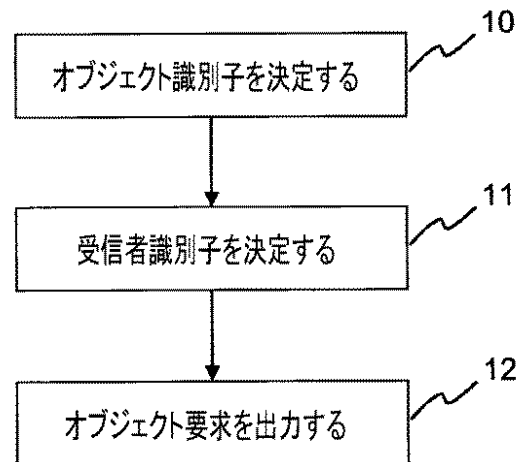 10
オブジェクト識別子を決定する
11
受信者識別子を決定する
12
オブジェクト要求を出力する